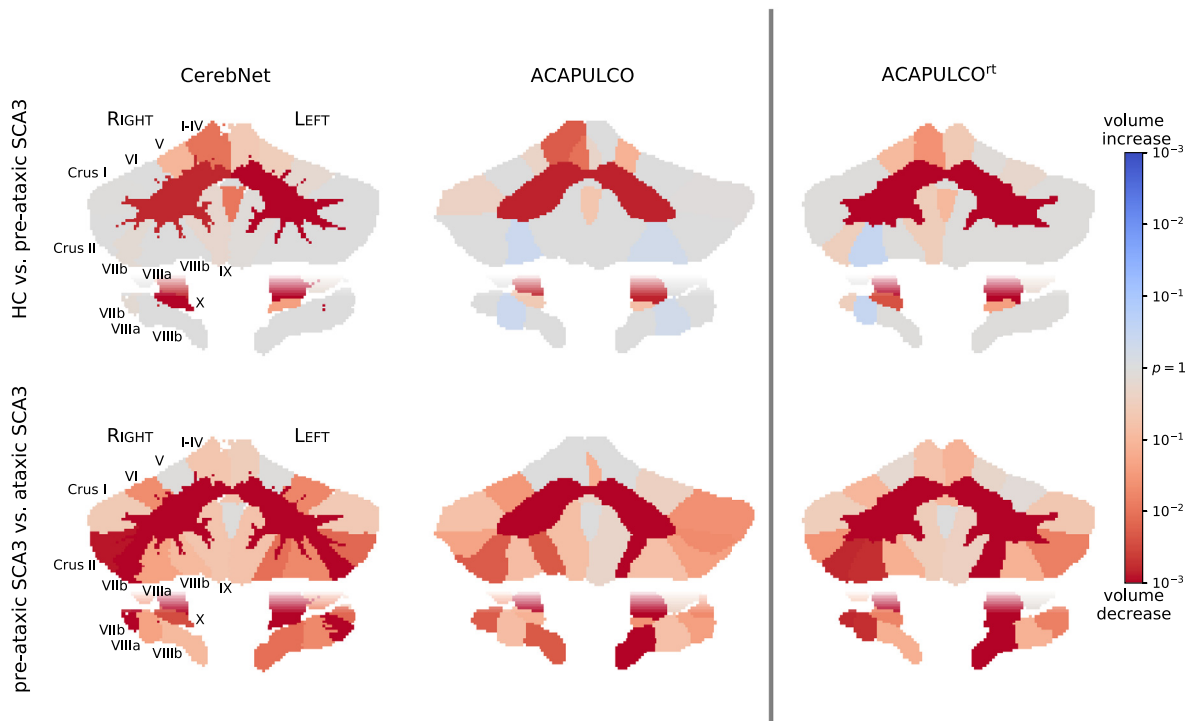 CerebNet
ACAPULCO
ACAPULCOʳᵗ
HC vs. pre-ataxic SCA3
RIGHT
LEFT
I-IV
V
VI
Crus I
Crus II
VIIb
VIIIa
VIIIb
IX
X
VIIb
VIIIa
VIIIb
volume
increase
10⁻³
10⁻²
10⁻¹
p = 1
10⁻¹
10⁻²
10⁻³
volume
decrease
pre-ataxic SCA3 vs. ataxic SCA3
RIGHT
LEFT
I-IV
V
VI
Crus I
Crus II
VIIb
VIIIa
VIIIb
IX
X
VIIb
VIIIa
VIIIb